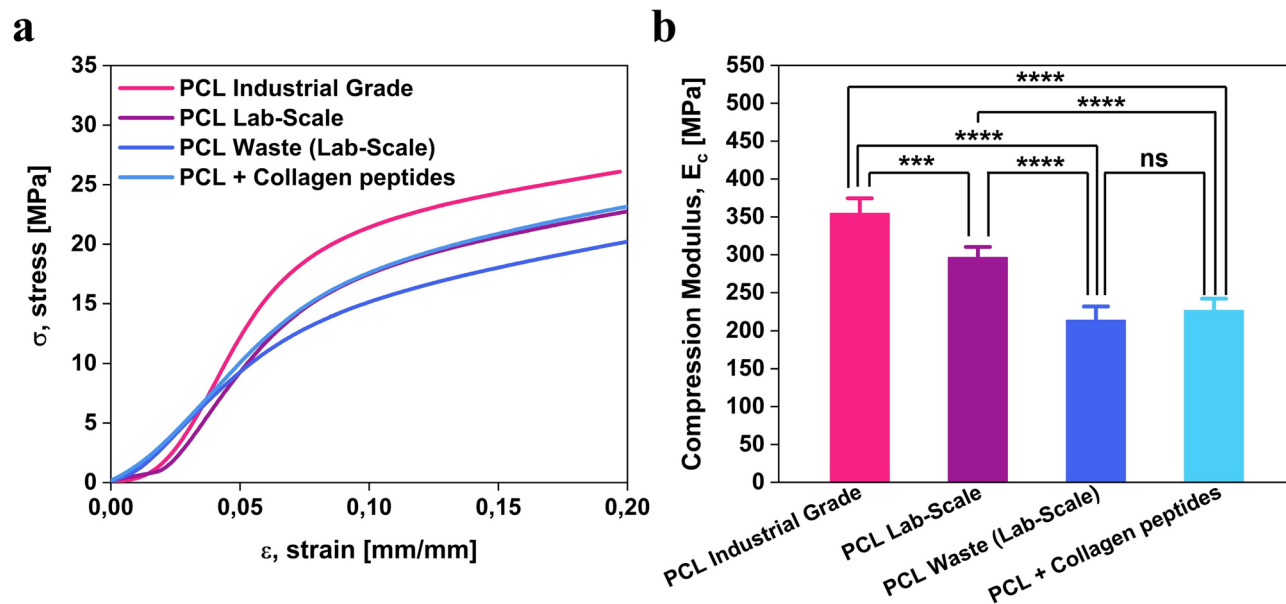 a
35
30
25
20
15
10
5
0
σ, stress [MPa]
PCL Industrial Grade
PCL Lab-Scale
PCL Waste (Lab-Scale)
PCL + Collagen peptides
0,00
0,05
0,10
0,15
0,20
ε, strain [mm/mm]
b
550
500
450
400
350
300
250
200
150
100
50
0
Compression Modulus, Ec [MPa]
****
****
****
***
****
ns
PCL Industrial Grade
PCL Lab-Scale
PCL Waste (Lab-Scale)
PCL + Collagen peptides